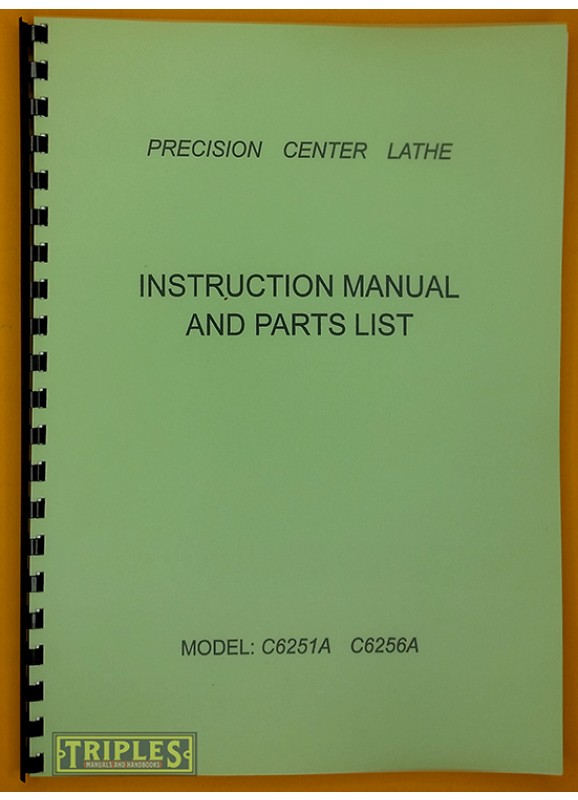 PRECISION CENTER LATHE
INSTRUCTION MANUAL
AND PARTS LIST
MODEL: C6251A C6256A
TRIPLES
MANUALS AND HANDBOOKS